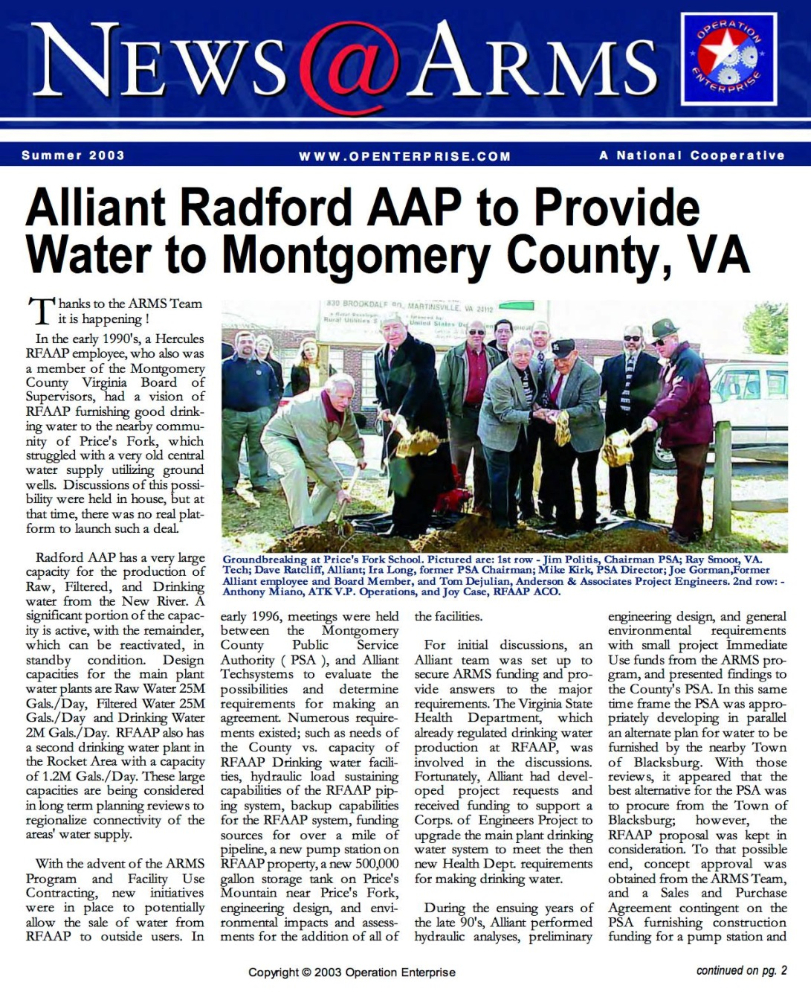 NEWS@ARMS
OPERATION
ENTERPRISE
Summer 2003
WWW.OPENTERPRISE.COM
A National Cooperative
Alliant Radford AAP to Provide
Water to Montgomery County, VA
Thanks to the ARMS Team
it is happening !
In the early 1990's, a Hercules
RFAAP employee, who also was
a member of the Montgomery
County Virginia Board of
Supervisors, had a vision of
RFAAP furnishing good drink-
ing water to the nearby commu-
nity of Price's Fork, which
struggled with a very old central
water supply utilizing ground
wells. Discussions of this possi-
bility were held in house, but at
that time, there was no real plat-
form to launch such a deal.
Radford AAP has a very large
capacity for the production of
Raw, Filtered, and Drinking
water from the New River. A
significant portion of the capac-
ity is active, with the remainder,
which can be reactivated, in
standby condition. Design
capacities for the main plant
water plants are Raw Water 25M
Gals./Day, Filtered Water 25M
Gals./Day and Drinking Water
2M Gals./Day. RFAAP also has
a second drinking water plant in
the Rocket Area with a capacity
of 1.2M Gals./Day. These large
capacities are being considered
in long term planning reviews to
regionalize connectivity of the
areas' water supply.
With the advent of the ARMS
Program and Facility Use
Contracting, new initiatives
were in place to potentially
allow the sale of water from
RFAAP to outside users. In
830 BROOKDALE MARTINSVILLE, VA 24112
Rural Utilities
United States
Groundbreaking at Price's Fork School. Pictured are: 1st row - Jim Politis, Chairman PSA; Ray Smoot, VA.
Tech; Dave Ratcliff, Alliant; Ira Long, former PSA Chairman; Mike Kirk, PSA Director; Joe Gorman,Former
Alliant employee and Board Member, and Tom Dejulian, Anderson & Associates Project Engineers. 2nd row: -
Anthony Miano, ATK V.P. Operations, and Joy Case, RFAAP ACO.
early 1996, meetings were held
between the Montgomery
County Public Service
Authority ( PSA ), and Alliant
Techsystems to evaluate the
possibilities and determine
requirements for making an
agreement. Numerous require-
ments existed; such as needs of
the County vs. capacity of
RFAAP Drinking water facili-
ties, hydraulic load sustaining
capabilities of the RFAAP pip-
ing system, backup capabilities
for the RFAAP system, funding
sources for over a mile of
pipeline, a new pump station on
RFAAP property, a new 500,000
gallon storage tank on Price's
Mountain near Price's Fork,
engineering design, and envi-
ronmental impacts and assess-
ments for the addition of all of
the facilities.
For initial discussions, an
Alliant team was set up to
secure ARMS funding and pro-
vide answers to the major
requirements. The Virginia State
Health Department, which
already regulated drinking water
production at RFAAP, was
involved in the discussions.
Fortunately, Alliant had devel-
oped project requests and
received funding to support a
Corps. of Engineers Project to
upgrade the main plant drinking
water system to meet the then
new Health Dept. requirements
for making drinking water.
During the ensuing years of
the late 90's, Alliant performed
hydraulic analyses, preliminary
engineering design, and general
environmental requirements
with small project Immediate
Use funds from the ARMS pro-
gram, and presented findings to
the County's PSA. In this same
time frame the PSA was appro-
priately developing in parallel
an alternate plan for water to be
furnished by the nearby Town
of Blacksburg. With those
reviews, it appeared that the
best alternative for the PSA was
to procure from the Town of
Blacksburg; however, the
RFAAP proposal was kept in
consideration. To that possible
end, concept approval was
obtained from the ARMS Team,
and a Sales and Purchase
Agreement contingent on the
PSA furnishing construction
funding for a pump station and
Copyright © 2003 Operation Enterprise
continued on pg. 2